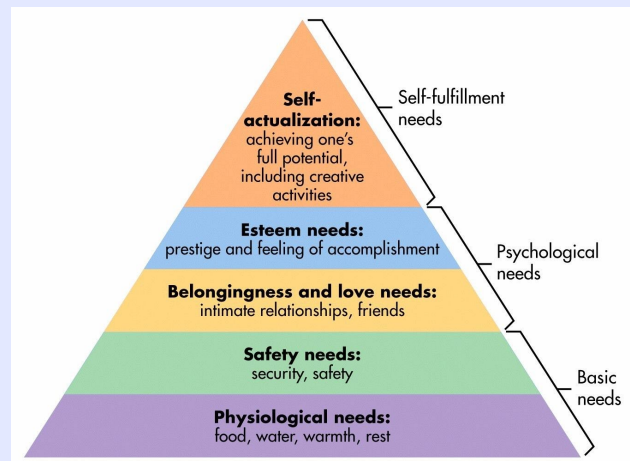 Self-
actualization:
achieving one's
full potential,
including creative
activities
Self-fulfillment
needs
Esteem needs:
prestige and feeling of accomplishment
Psychological
needs
Belongingness and love needs:
intimate relationships, friends
Safety needs:
security, safety
Basic
needs
Physiological needs:
food, water, warmth, rest